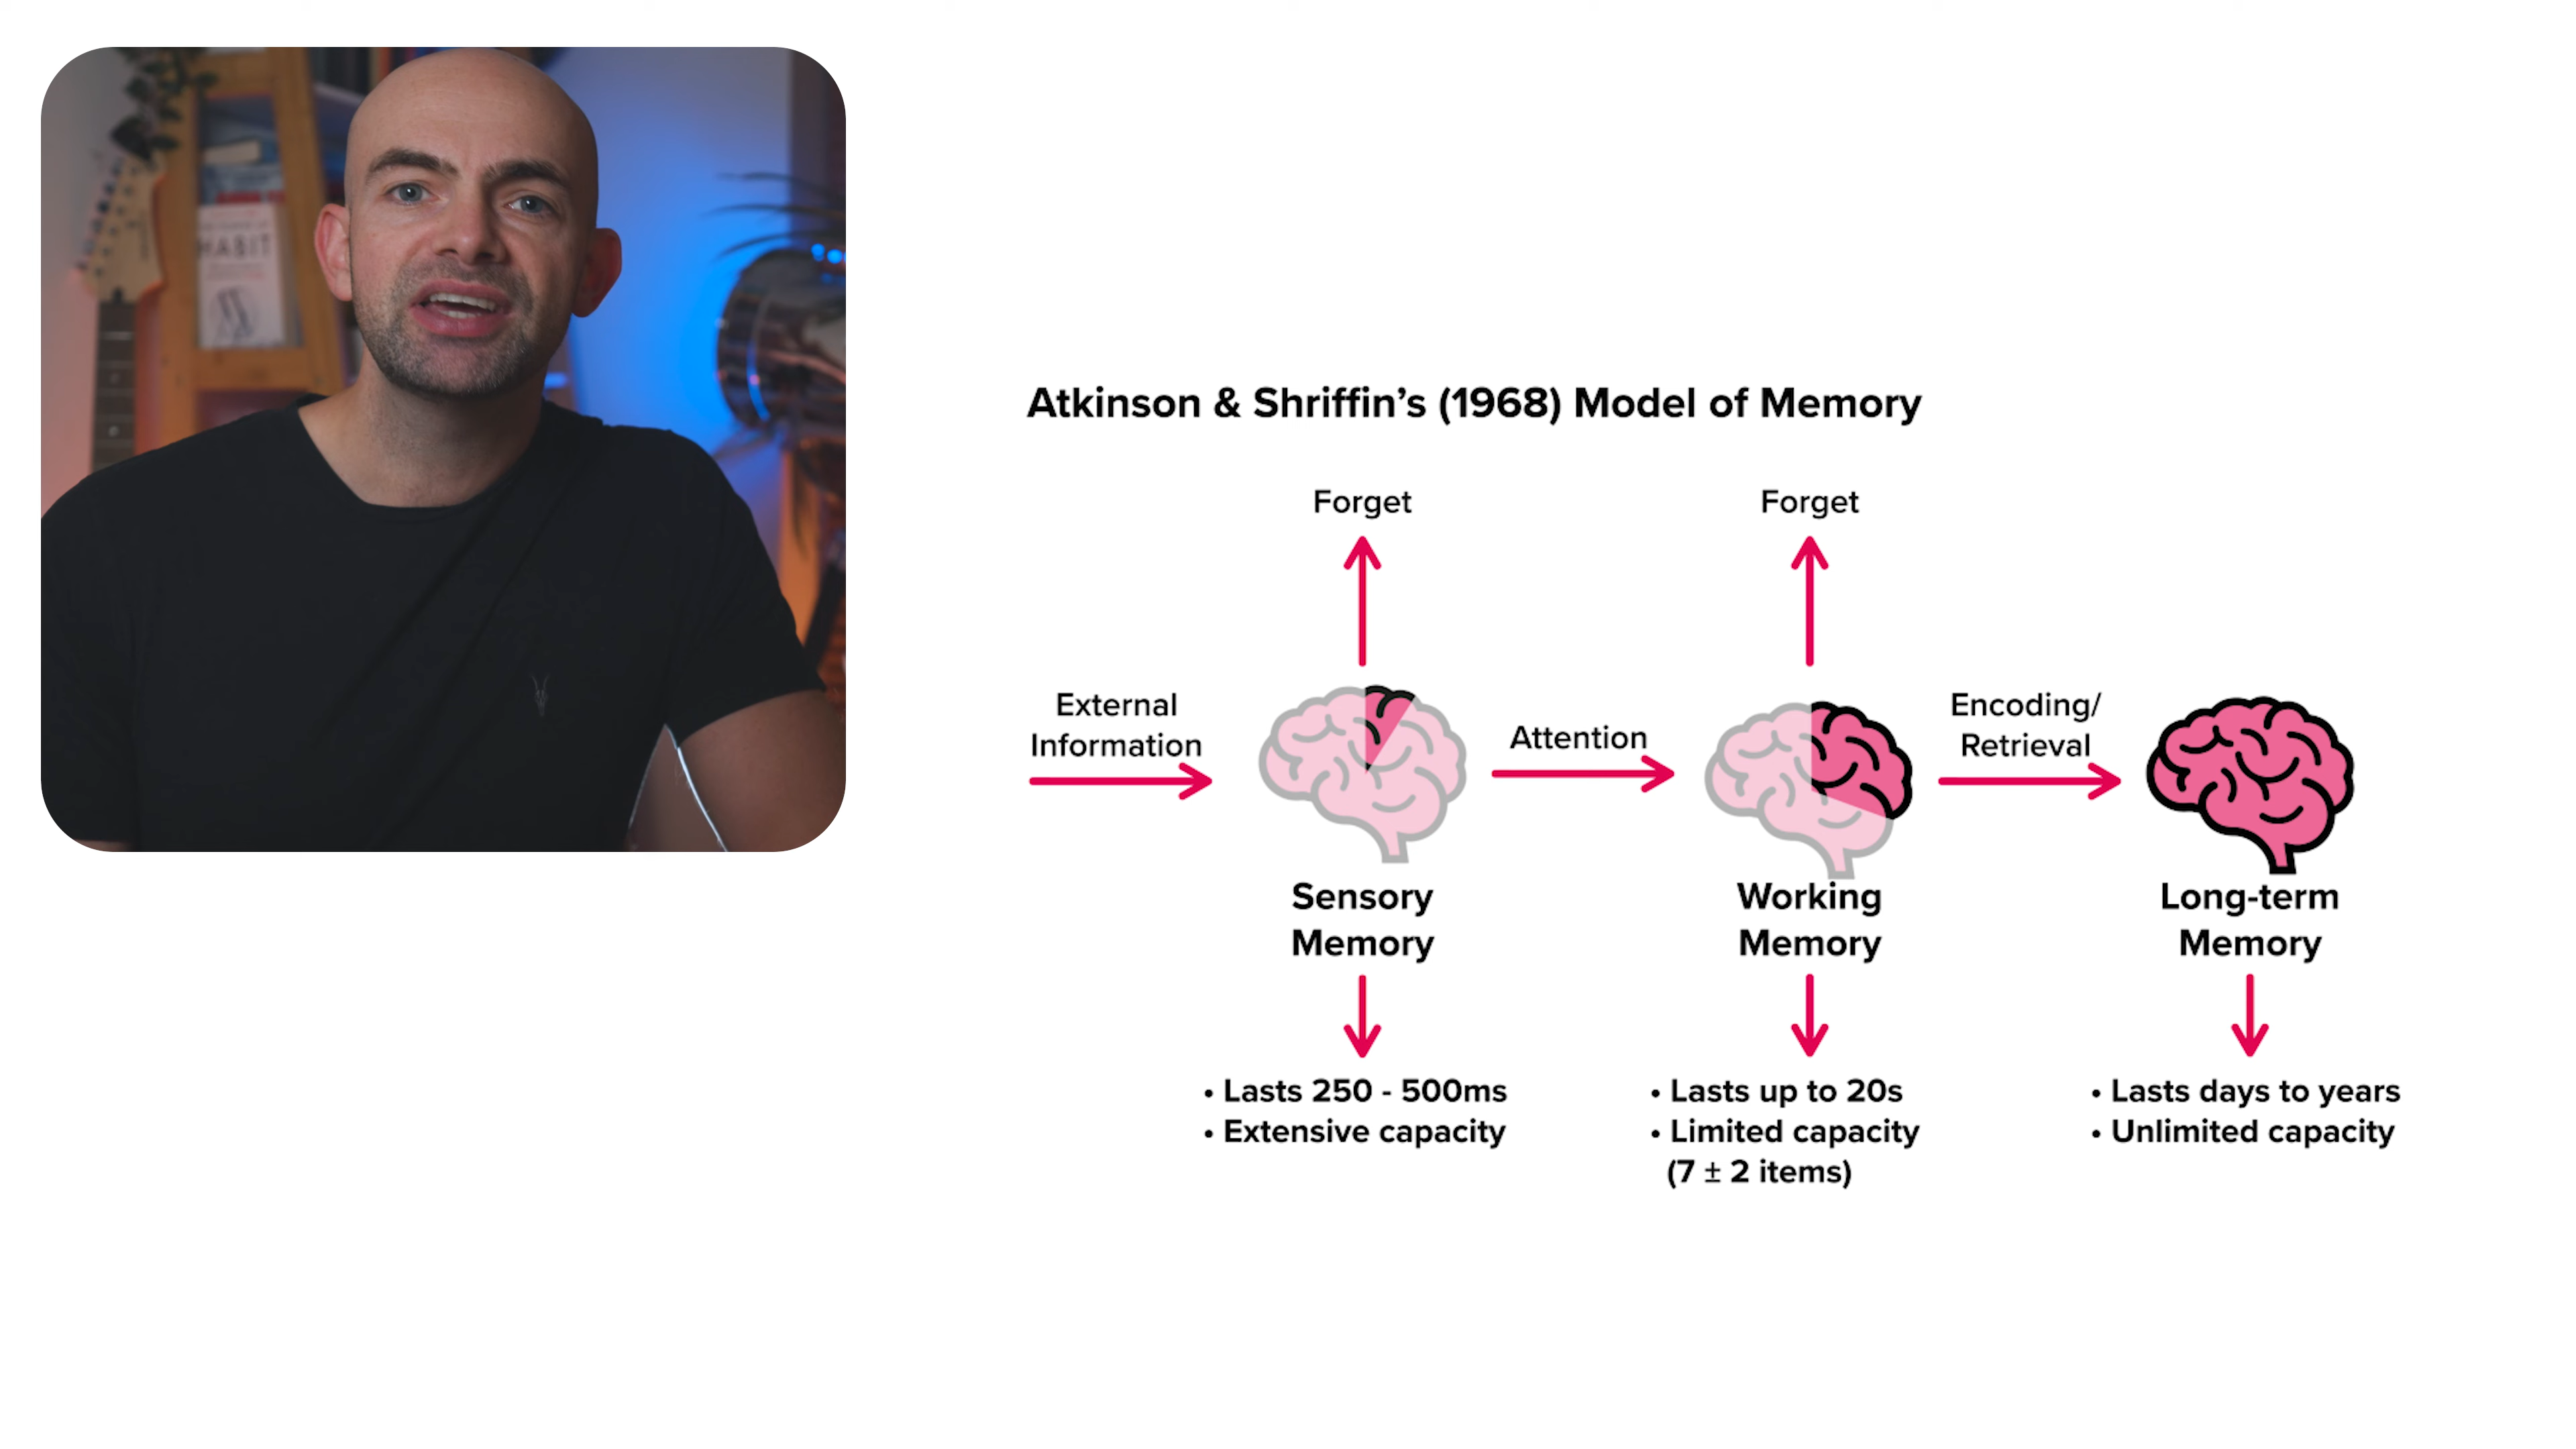 HABIT
Atkinson & Shriffin’s (1968) Model of Memory
Forget
Forget
External
Information
Attention
Encoding/
Retrieval
Sensory
Memory
Working
Memory
Long-term
Memory
• Lasts 250 - 500ms
• Extensive capacity
• Lasts up to 20s
• Limited capacity
(7 ± 2 items)
• Lasts days to years
• Unlimited capacity